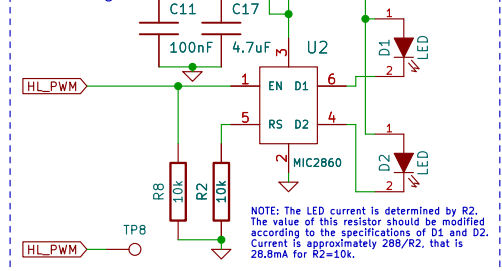 C11
C17
100nF
4.7uF
3
U2
1
D1
LED
2
HL_PWM
1
EN
D1
6
5
RS
D2
4
2
MIC2860
1
D2
LED
2
R8
10k
R2
10k
TP8
HL_PWM
NOTE: The LED current is determined by R2.
The value of this resistor should be modified
according to the specifications of D1 and D2.
Current is approximately 288/R2, that is
28.8mA for R2=10k.